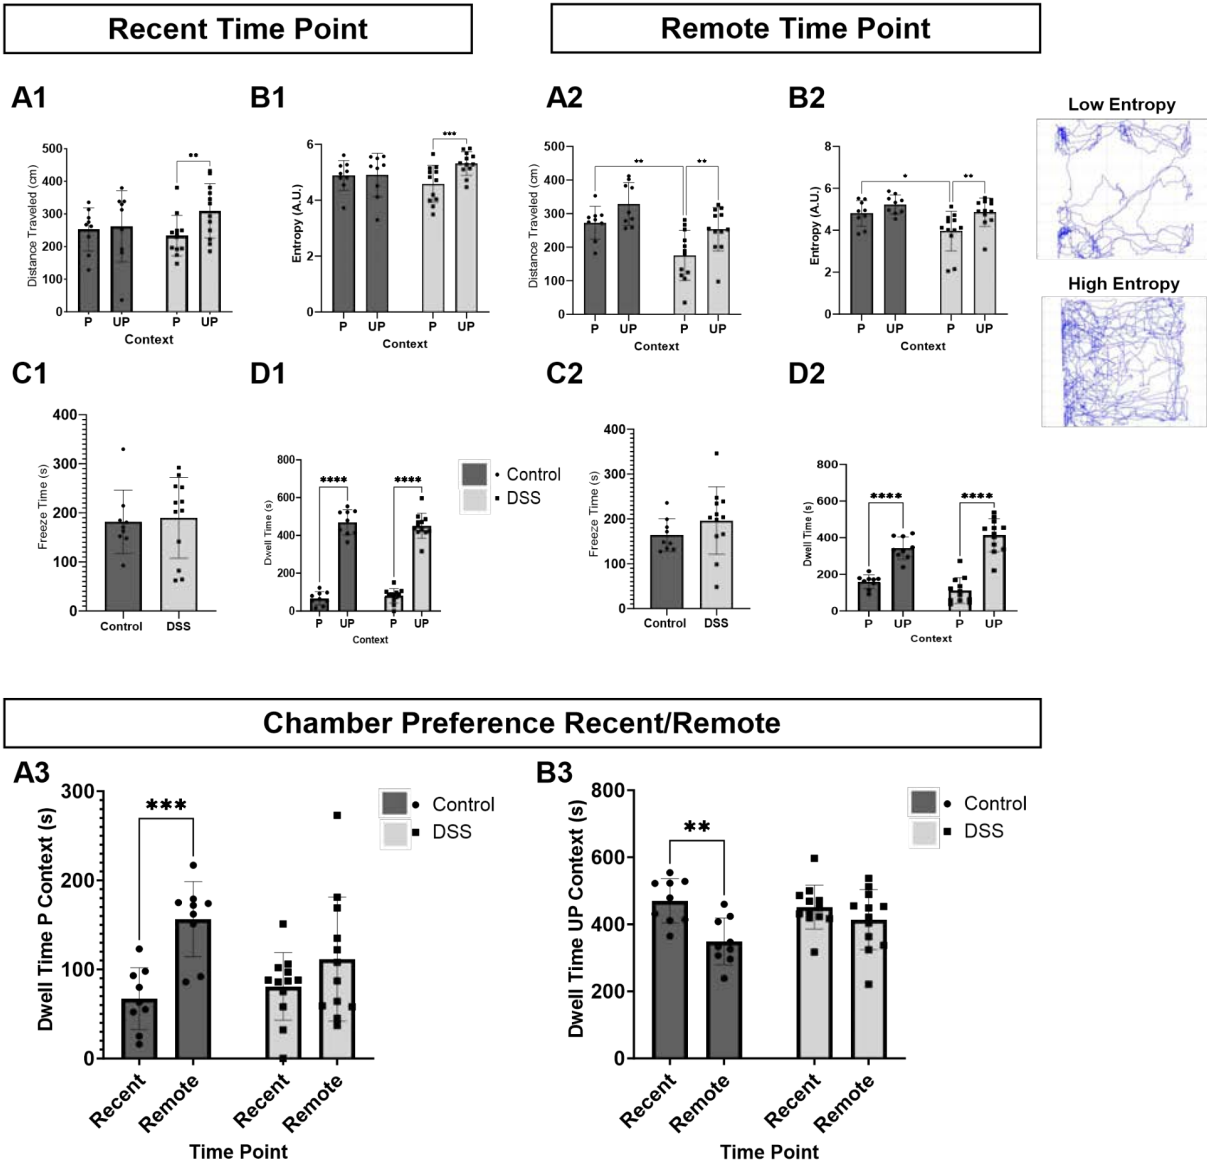 Recent Time Point
Remote Time Point
A1
B1
A2
B2
Low Entropy
Distance Traveled (cm)
500
400
300
200
100
0
**
P UP P UP
Context
Entropy (A.U.)
6
4
2
0
***
P UP P UP
Context
Distance Traveled (cm)
500
400
300
200
100
0
** **
P UP P UP
Context
Entropy (A.U.)
8
6
4
2
0
* **
P UP P UP
Context
High Entropy
C1
D1
C2
D2
Freeze Time (s)
400
300
200
100
0
Control DSS
Dwell Time (s)
800
600
400
200
0
**** ****
P UP P UP
Context
Control
DSS
Freeze Time (s)
400
300
200
100
0
Control DSS
Dwell Time (s)
800
600
400
200
0
**** ****
P UP P UP
Context
Chamber Preference Recent/Remote
A3
Dwell Time P Context (s)
300
200
100
0
***
Recent Remote Recent Remote
Time Point
Control
DSS
B3
Dwell Time UP Context (s)
800
600
400
200
0
**
Recent Remote Recent Remote
Time Point
Control
DSS